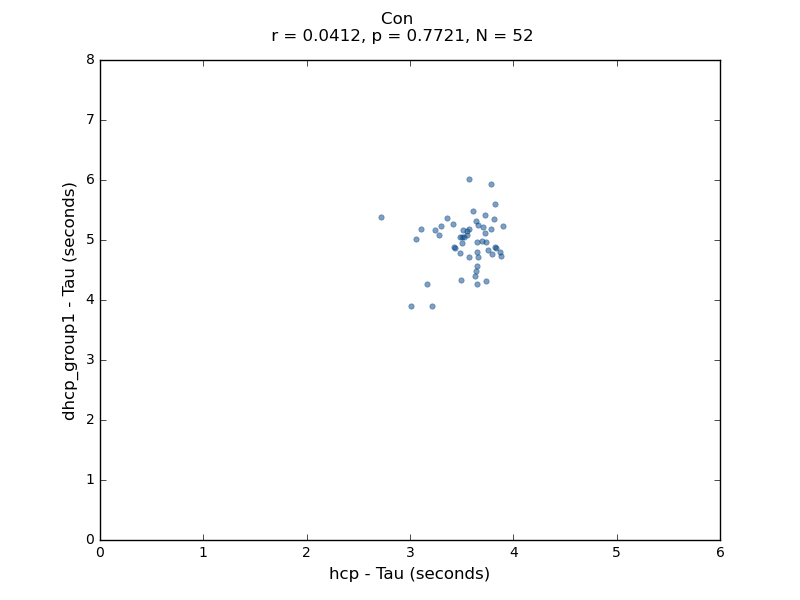 Con
r = 0.0412, p = 0.7721, N = 52
8
7
6
5
4
3
2
1
0
dhcp_group1 - Tau (seconds)
0 1 2 3 4 5 6
hcp - Tau (seconds)